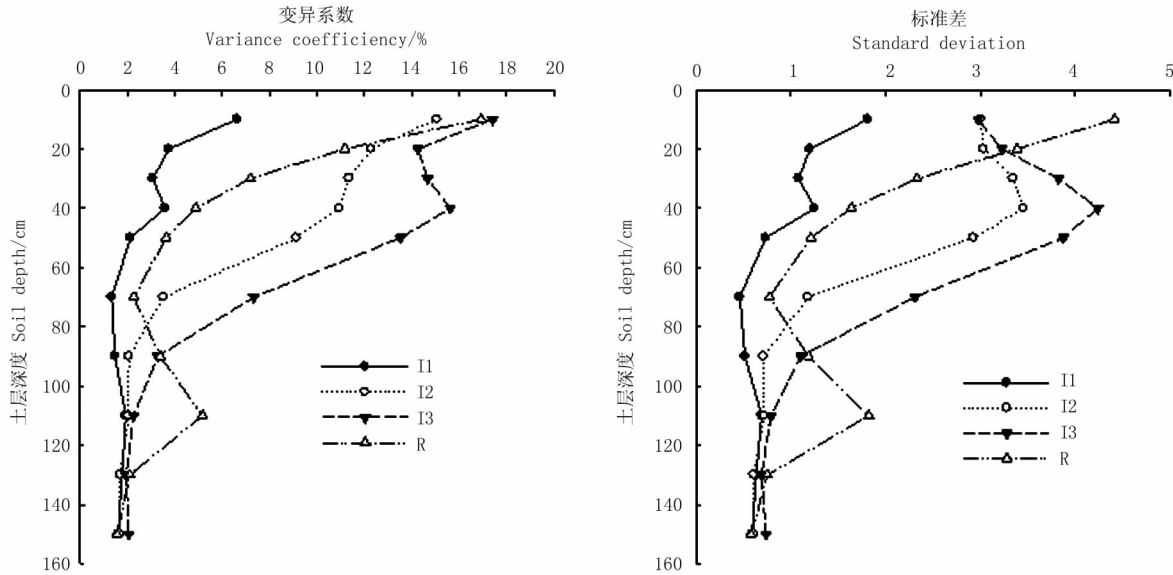 变异系数
Variance coefficiency/%
0 2 4 6 8 10 12 14 16 18 20
0
20
40
60
80
100
120
140
160
土层深度 Soil depth/cm
I1
I2
I3
R
标准差
Standard deviation
0 1 2 3 4 5
0
20
40
60
80
100
120
140
160
土层深度 Soil depth/cm
I1
I2
I3
R